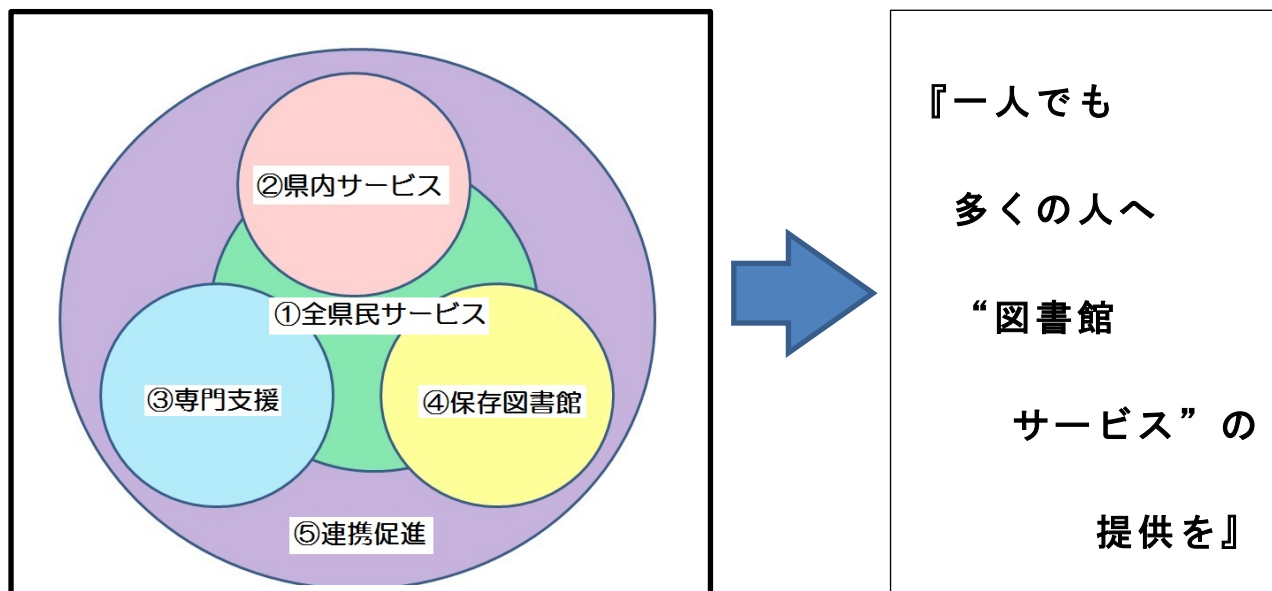 ②県内サービス
①全県民サービス
③専門支援
④保存図書館
⑤連携促進
『一人でも
多くの人へ
“図書館
サービス”の
提供を』